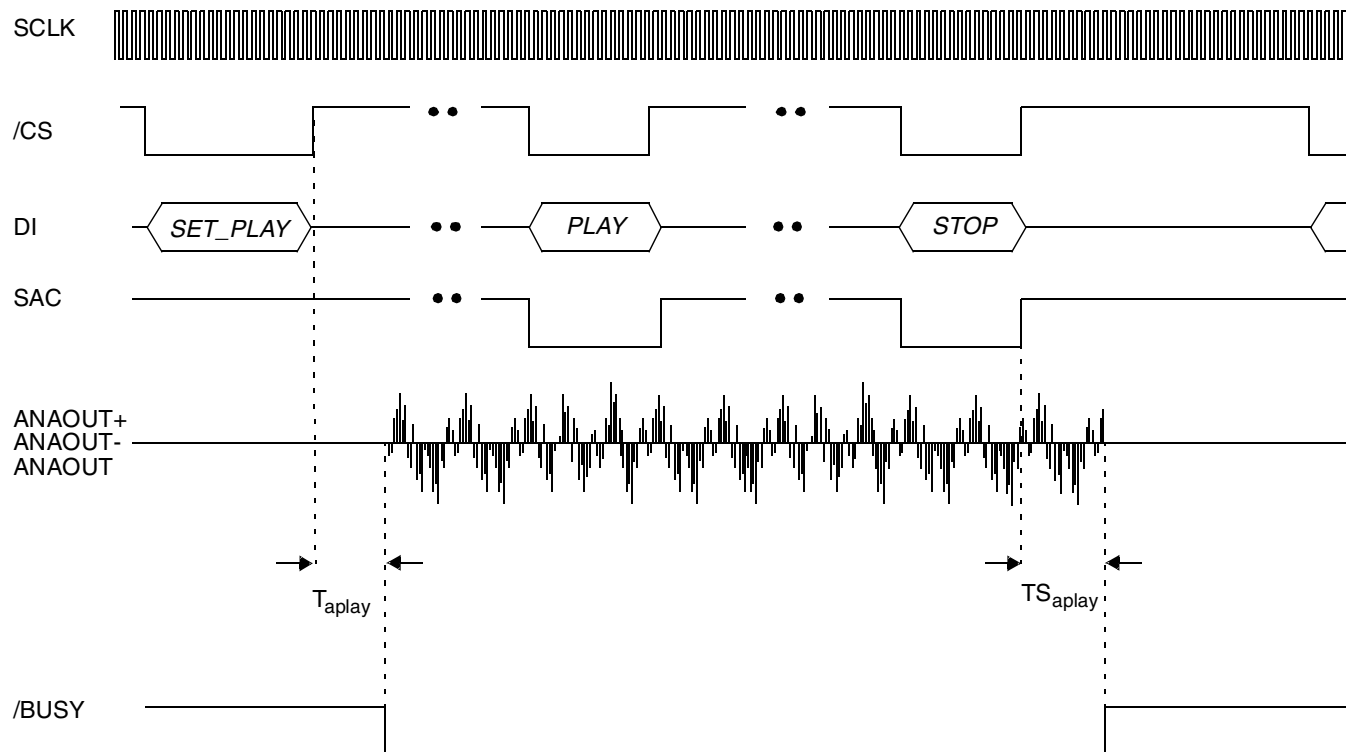 SCLK
/CS
DI
SET_PLAY
PLAY
STOP
SAC
ANAOUT+
ANAOUT-
ANAOUT
Taplay
TSaplay
/BUSY